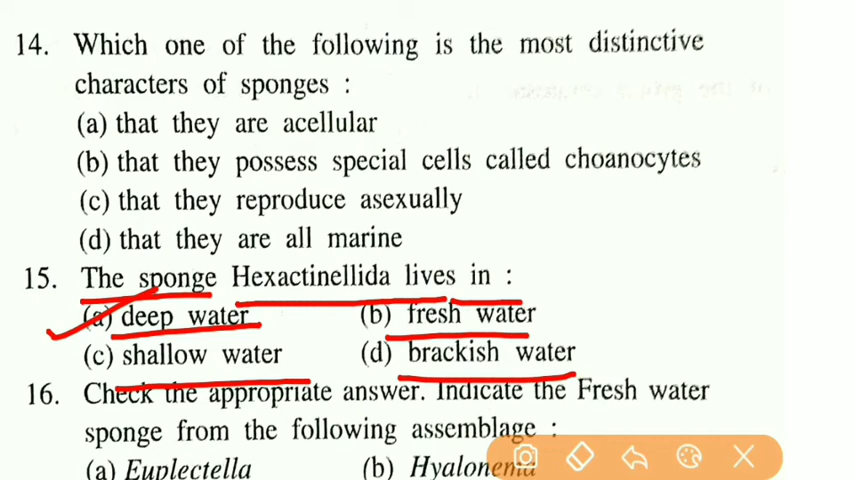 14. Which one of the following is the most distinctive
characters of sponges :
(a) that they are acellular
(b) that they possess special cells called choanocytes
(c) that they reproduce asexually
(d) that they are all marine
15. The sponge Hexactinellida lives in :
(a) deep water (b) fresh water
(c) shallow water (d) brackish water
16. Check the appropriate answer. Indicate the Fresh water
sponge from the following assemblage :
(a) Euplectella (b) Hyalonema